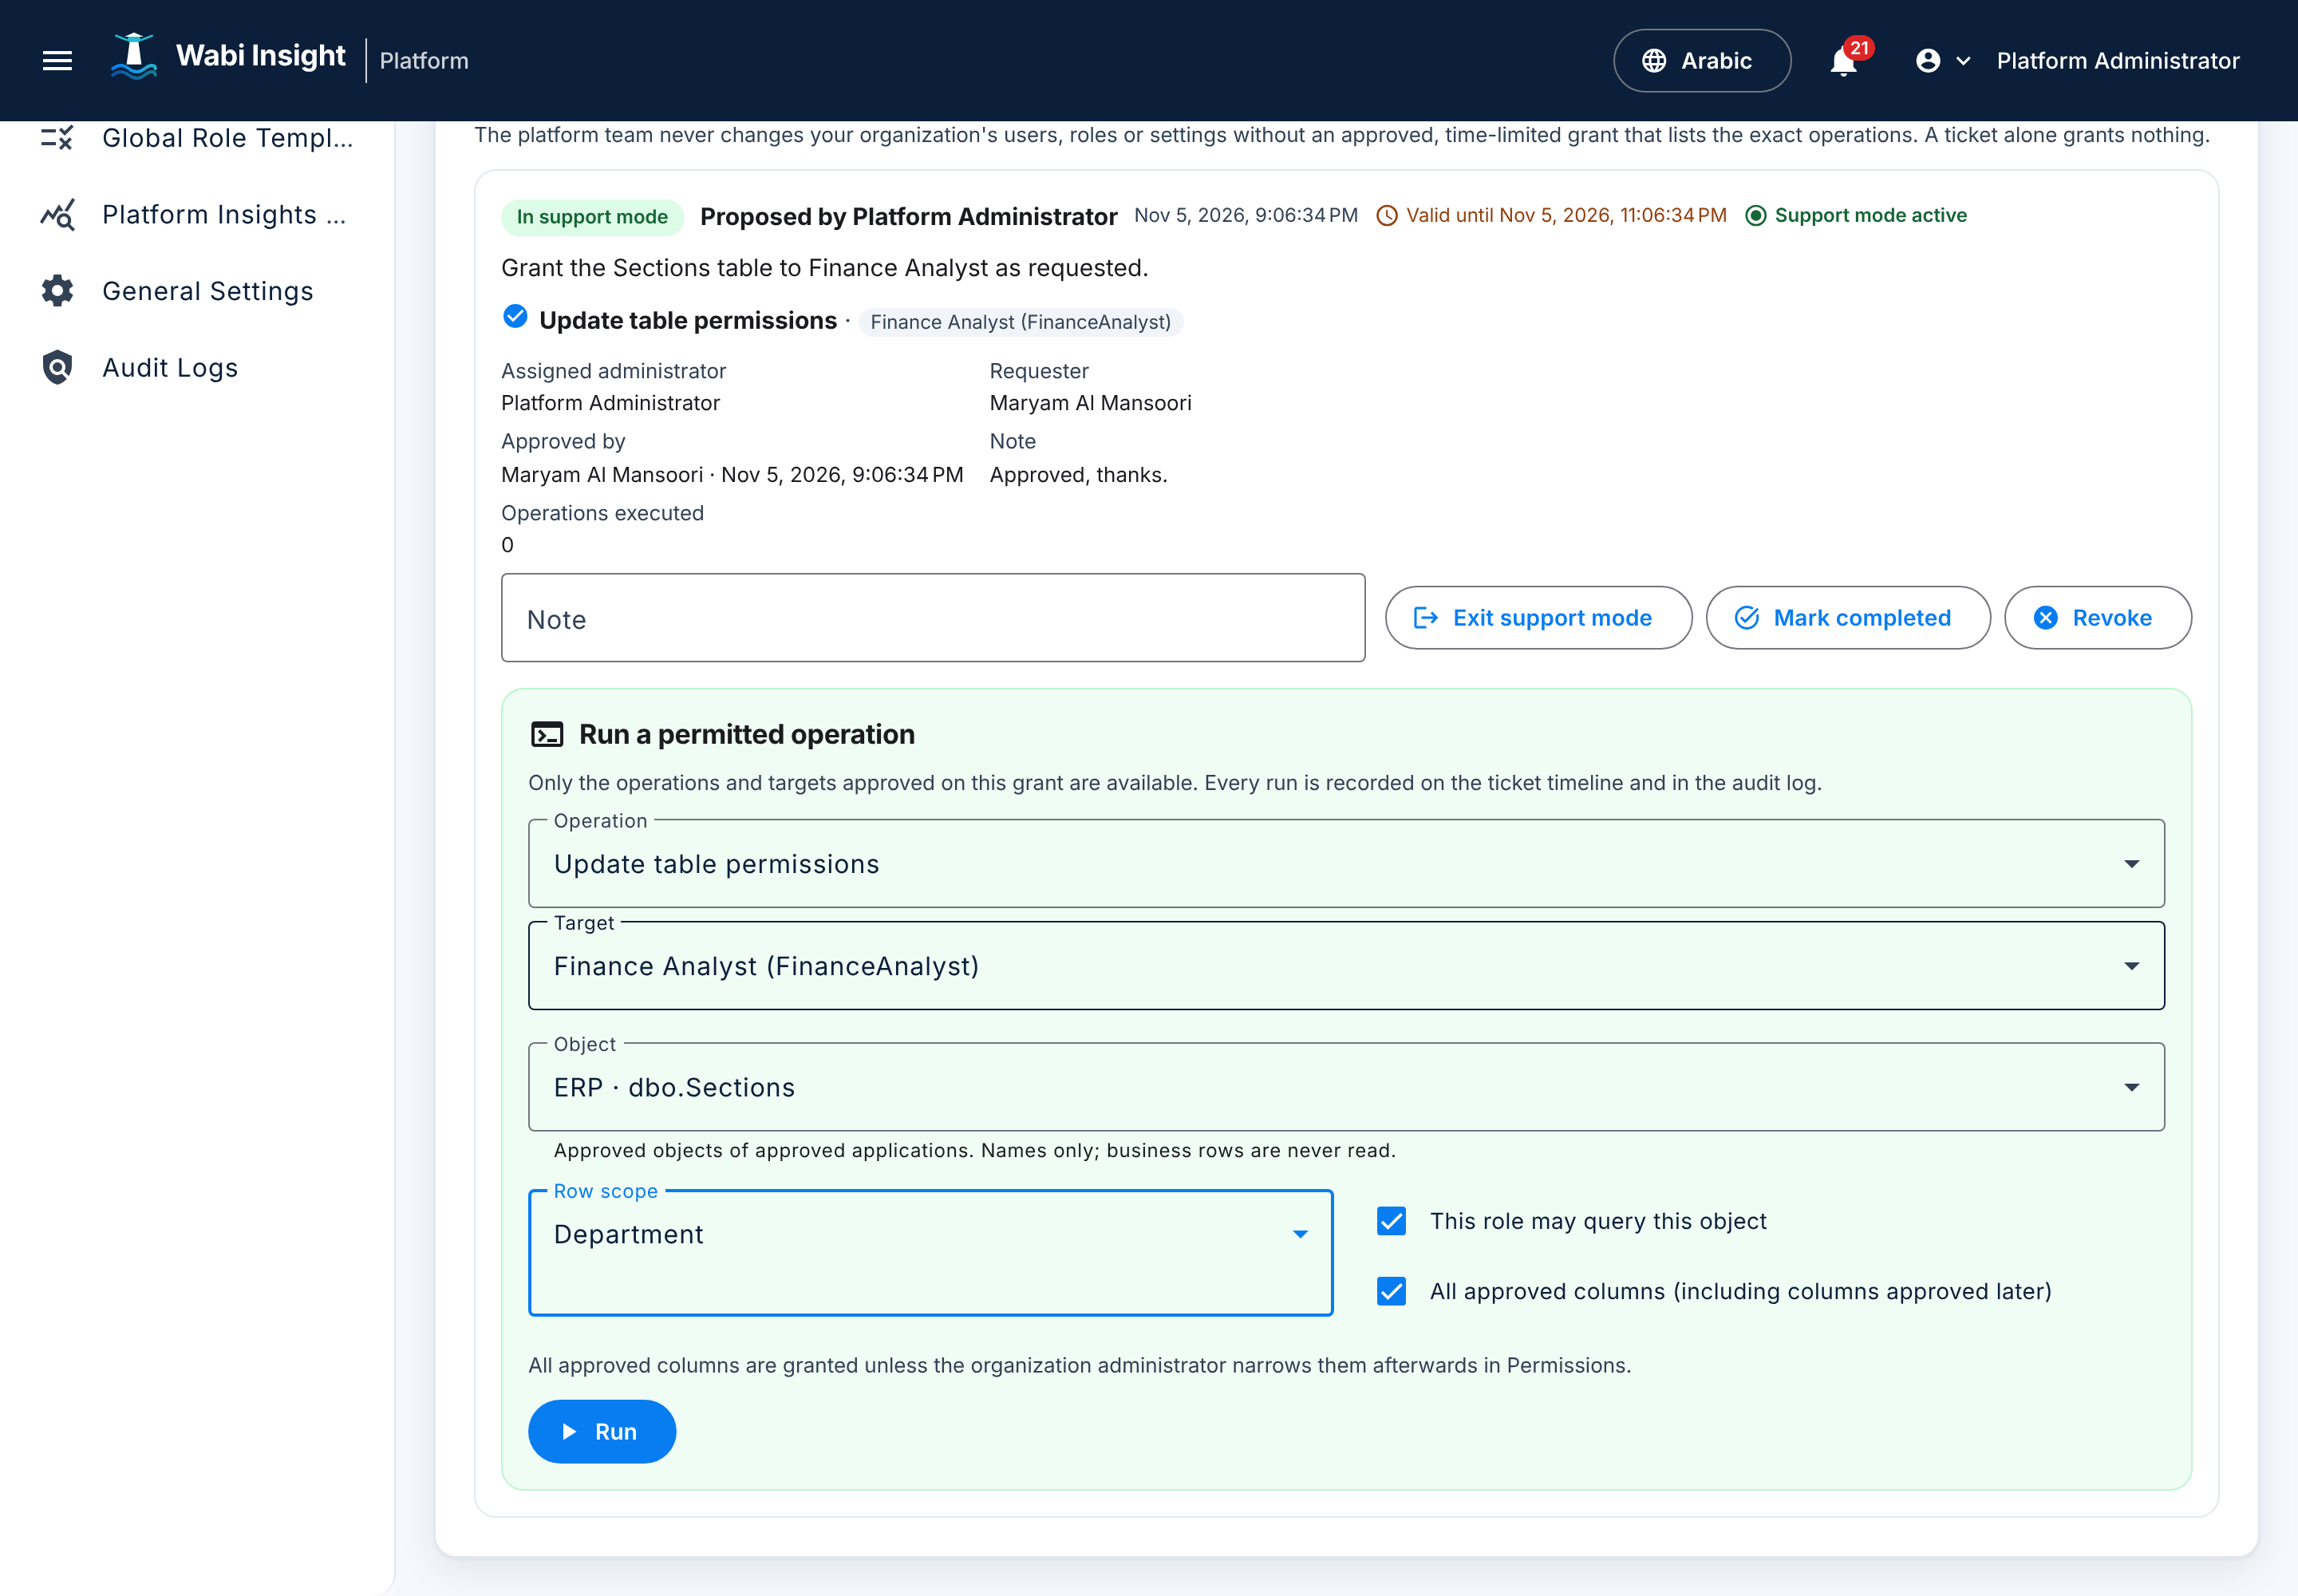 Wabi Insight
Platform
Arabic
21
Platform Administrator
Global Role Templ...
Platform Insights ...
General Settings
Audit Logs
The platform team never changes your organization's users, roles or settings without an approved, time-limited grant that lists the exact operations. A ticket alone grants nothing.
In support mode Proposed by Platform Administrator Nov 5, 2026, 9:06:34 PM Valid until Nov 5, 2026, 11:06:34 PM Support mode active
Grant the Sections table to Finance Analyst as requested.
Update table permissions · Finance Analyst (FinanceAnalyst)
Assigned administrator
Platform Administrator
Requester
Maryam Al Mansoori
Approved by
Maryam Al Mansoori · Nov 5, 2026, 9:06:34 PM
Note
Approved, thanks.
Operations executed
0
Note
Exit support mode
Mark completed
Revoke
Run a permitted operation
Only the operations and targets approved on this grant are available. Every run is recorded on the ticket timeline and in the audit log.
Operation
Update table permissions
Target
Finance Analyst (FinanceAnalyst)
Object
ERP · dbo.Sections
Approved objects of approved applications. Names only; business rows are never read.
Row scope
Department
This role may query this object
All approved columns (including columns approved later)
All approved columns are granted unless the organization administrator narrows them afterwards in Permissions.
Run